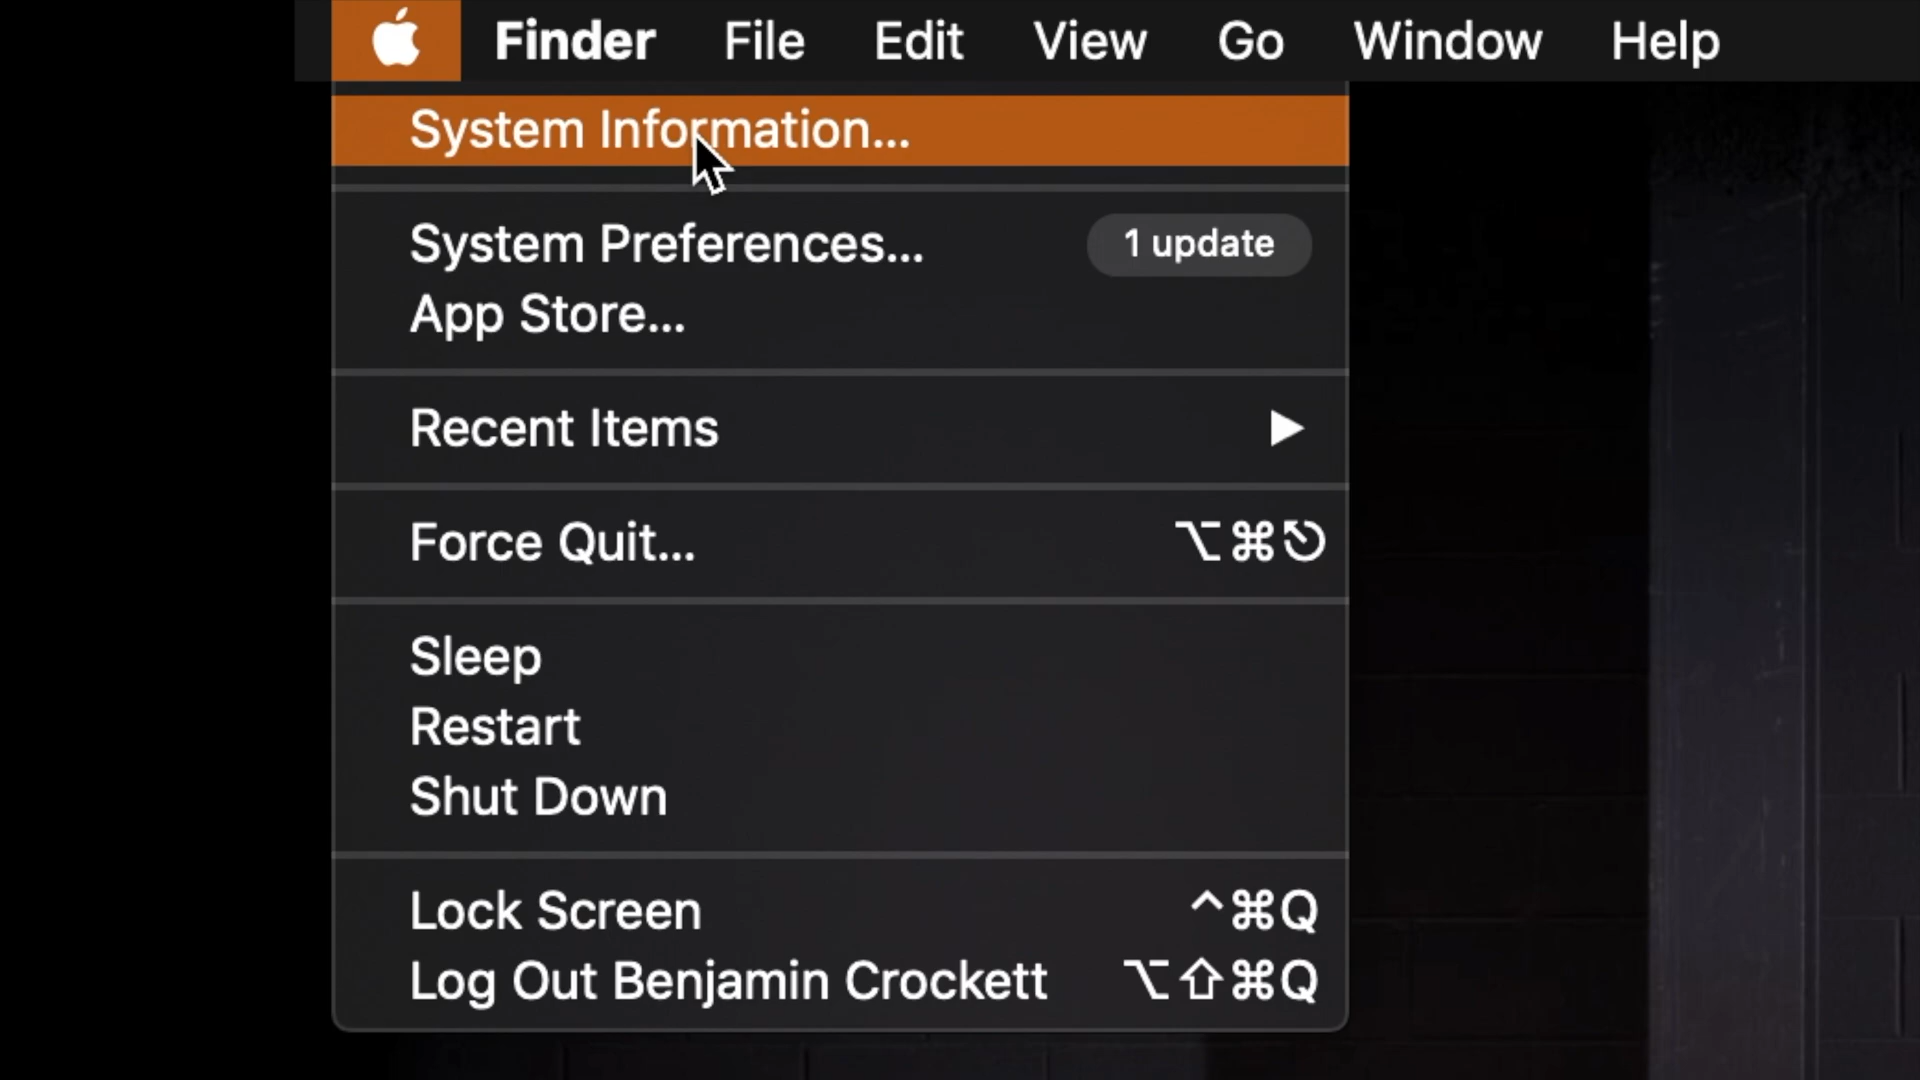 Finder File Edit View Go Window Help
System Information...
System Preferences... 1 update
App Store...
Recent Items ▶
Force Quit... ⌥⌘⎋
Sleep
Restart
Shut Down
Lock Screen ^⌘Q
Log Out Benjamin Crockett ⌥⇧⌘Q